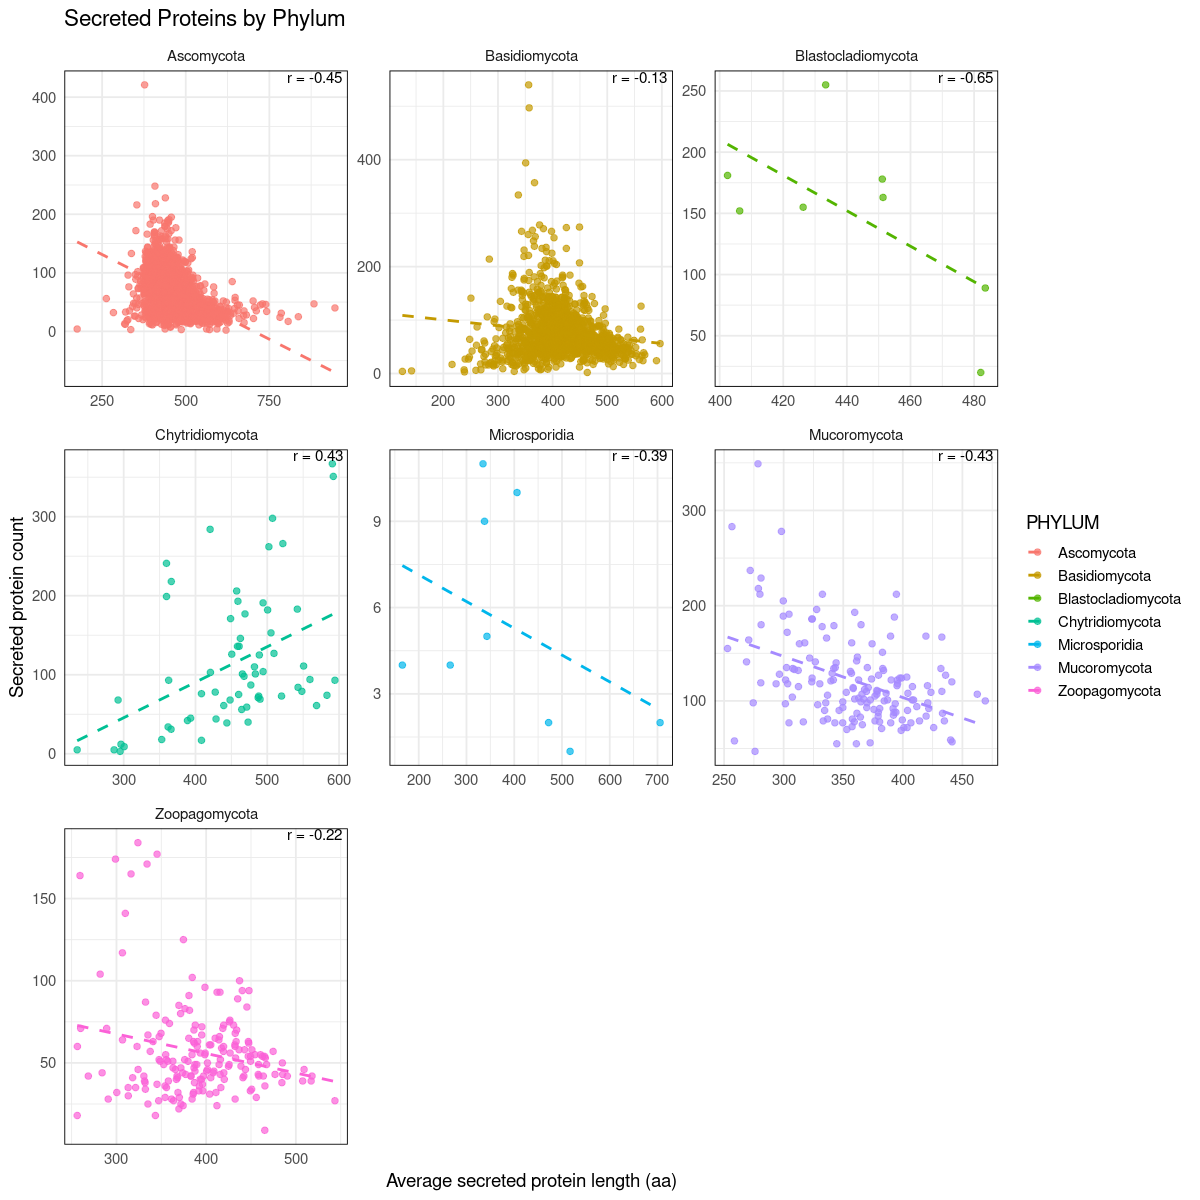 Secreted Proteins by Phylum
Ascomycota
Basidiomycota
Blastocladiomycota
r = -0.45
r = -0.13
r = -0.65
400
300
200
100
0
400
200
0
250
200
150
100
50
250 500 750
200 300 400 500 600
400 420 440 460 480
Chytridiomycota
Microsporidia
Mucoromycota
r = 0.43
r = -0.39
r = -0.43
300
200
100
0
9
6
3
300
200
100
300 400 500 600
200 300 400 500 600 700
250 300 350 400 450
Zoopagomycota
r = -0.22
150
100
50
300 400 500
Secreted protein count
Average secreted protein length (aa)
PHYLUM
Ascomycota
Basidiomycota
Blastocladiomycota
Chytridiomycota
Microsporidia
Mucoromycota
Zoopagomycota